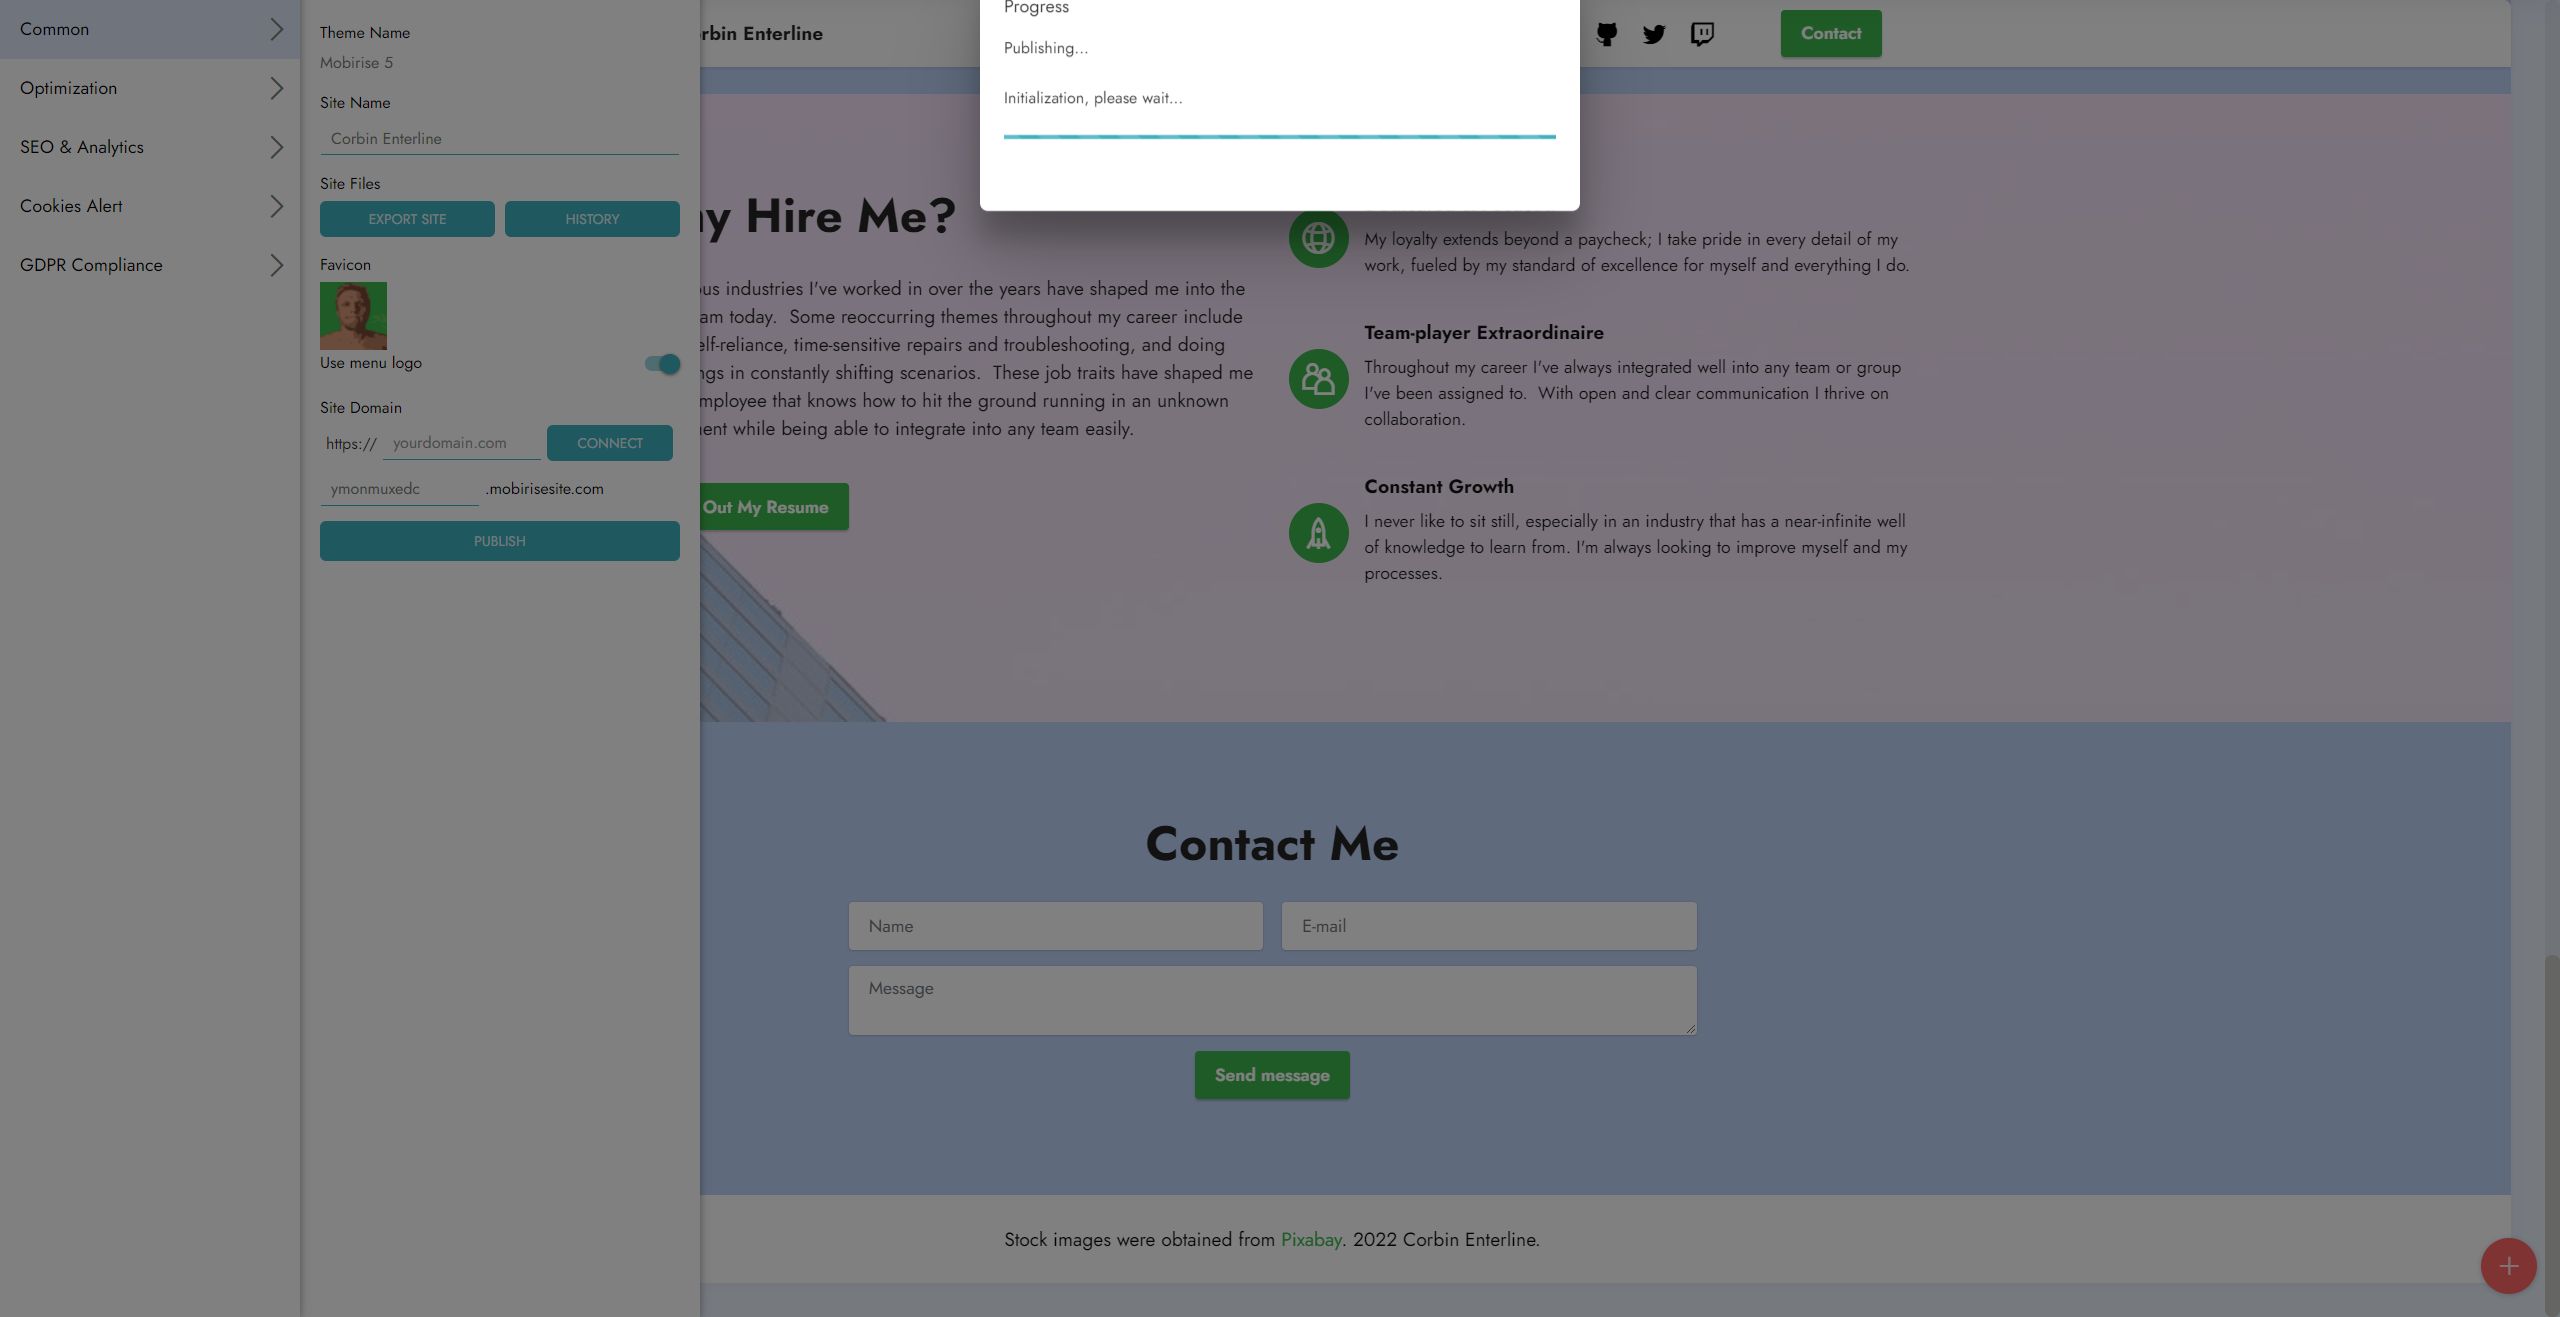 Common
Optimization
SEO & Analytics
Cookies Alert
GDPR Compliance
Theme Name
Mobirise 5
Site Name
Corbin Enterline
Site Files
EXPORT SITE
HISTORY
Favicon
Use menu logo
Site Domain
https://
yourdomain.com
CONNECT
ymonmuxedc
.mobirisesite.com
PUBLISH
Enterline
Contact
Progress
Publishing...
Initialization, please wait...
Hire Me?
industries I've worked in over the years have shaped me into the
am today. Some reoccurring themes throughout my career include
time-sensitive repairs and troubleshooting, and doing
in constantly shifting scenarios. These job traits have shaped me
that knows how to hit the ground running in an unknown
while being able to integrate into any team easily.
Out My Resume
My loyalty extends beyond a paycheck; I take pride in every detail of my
work, fueled by my standard of excellence for myself and everything I do.
Team-player Extraordinaire
Throughout my career I've always integrated well into any team or group
I've been assigned to. With open and clear communication I thrive on
collaboration.
Constant Growth
I never like to sit still, especially in an industry that has a near-infinite well
of knowledge to learn from. I'm always looking to improve myself and my
processes.
Contact Me
Name
E-mail
Message
Send message
Stock images were obtained from Pixabay. 2022 Corbin Enterline.